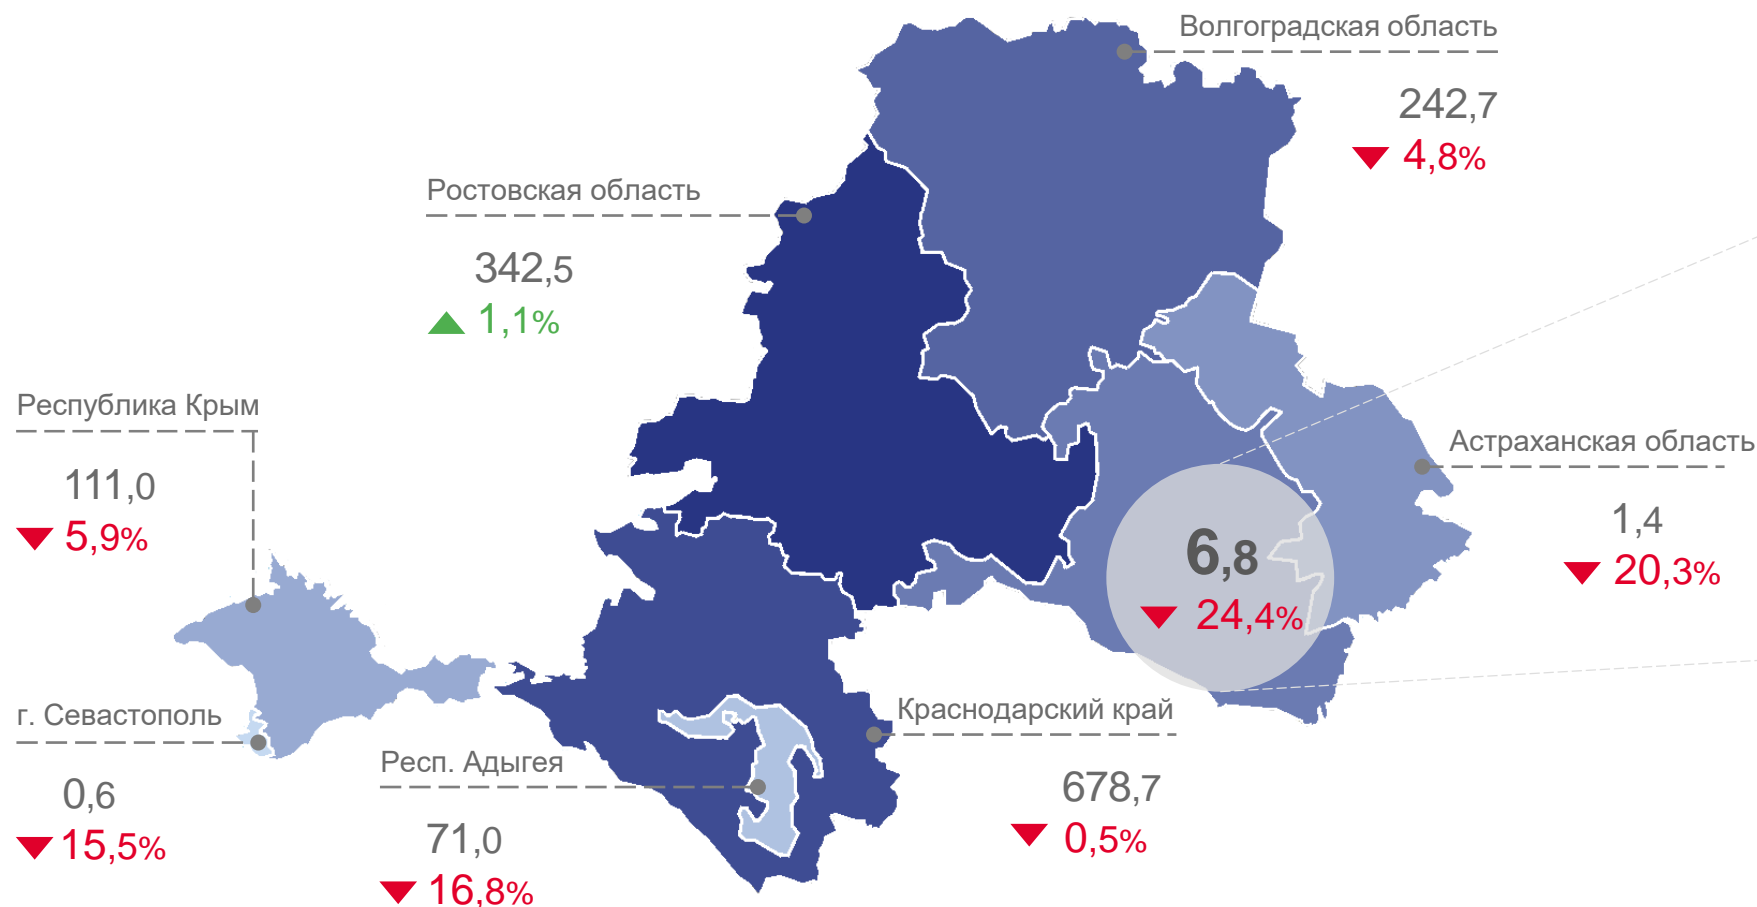 Волгоградская область
242,7
4,8%
Ростовская область
342,5
1,1%
Республика Крым
111,0
5,9%
Астраханская область
1,4
20,3%
6,8
24,4%
г. Севастополь
0,6
15,5%
Респ. Адыгея
71,0
16,8%
Краснодарский край
678,7
0,5%